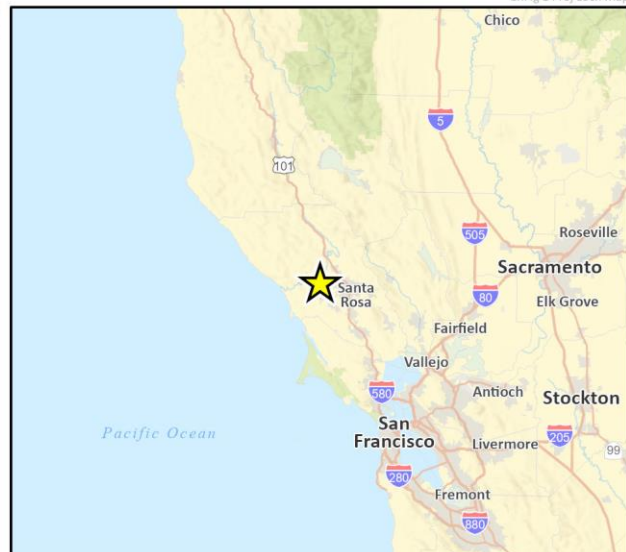 Chico
5
101
505
Roseville
Sacramento
Santa
Rosa
80
Elk Grove
Fairfield
Vallejo
580
Antioch
Stockton
San
Francisco
Pacific Ocean
Livermore
205
99
280
Fremont
880